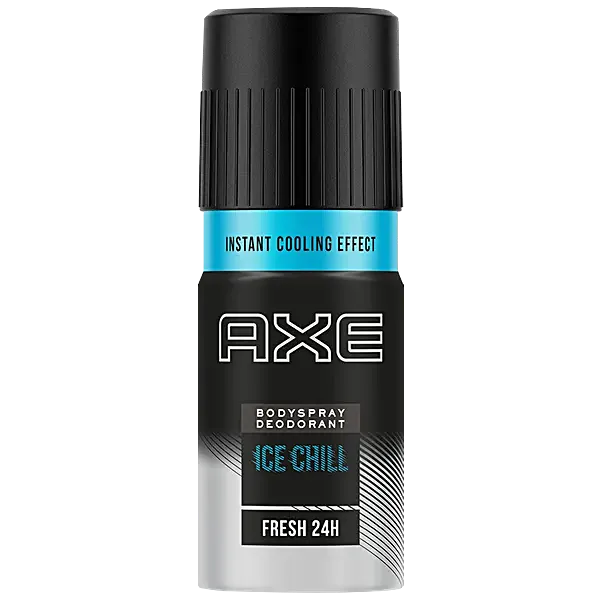 INSTANT COOLING EFFECT
AXE
BODYSPRAY
DEODORANT
ICE CHILL
FRESH 24H